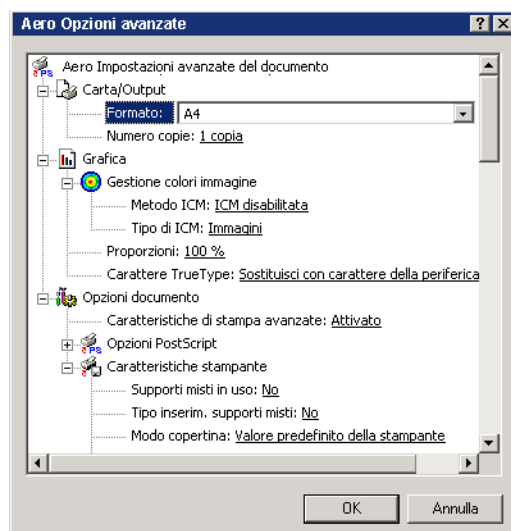 Aero Opzioni avanzate
Aero Impostazioni avanzate del documento
Carta/Output
Formato: A4
Numero copie: 1 copia
Grafica
Gestione colori immagine
Metodo ICM: ICM disabilitata
Tipo di ICM: Immagini
Proporzioni: 100 %
Carattere TrueType: Sostituisci con carattere della periferica
Opzioni documento
Caratteristiche di stampa avanzate: Attivato
Opzioni PostScript
Caratteristiche stampante
Supporti misti in uso: No
Tipo inserim. supporti misti: No
Modo copertina: Valore predefinito della stampante
OK Annulla